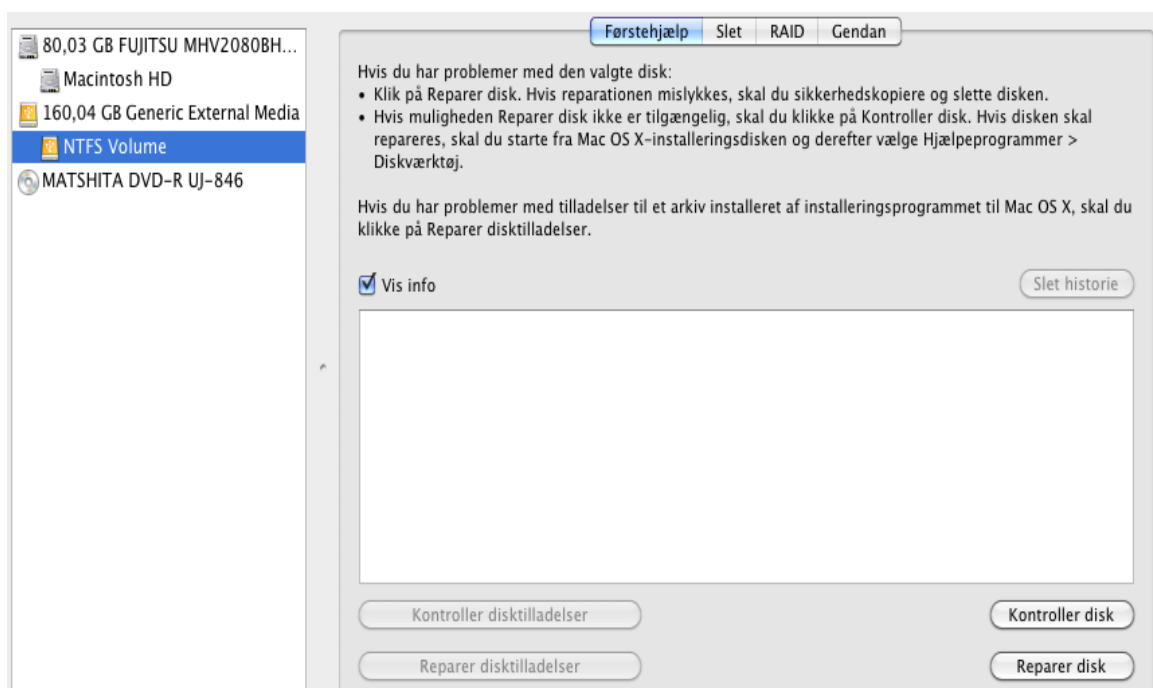 80,03 GB FUJITSU MHV2080BH...
Macintosh HD
160,04 GB Generic External Media
NTFS Volume
MATSHITA DVD-R UJ-846
Førstehjælp Slet RAID Gendan
Hvis du har problemer med den valgte disk:
• Klik på Reparer disk. Hvis reparationen mislykkes, skal du sikkerhedskopiere og slette disken.
• Hvis muligheden Reparer disk ikke er tilgængelig, skal du klikke på Kontroller disk. Hvis disken skal
repareres, skal du starte fra Mac OS X-installeringsdisken og derefter vælge Hjælpeprogrammer >
Diskværktøj.
Hvis du har problemer med tilladelser til et arkiv installeret af installeringsprogrammet til Mac OS X, skal du
klikke på Reparer disktilladelser.
Vis info
Slet historie
Kontroller disktilladelser
Kontroller disk
Reparer disktilladelser
Reparer disk